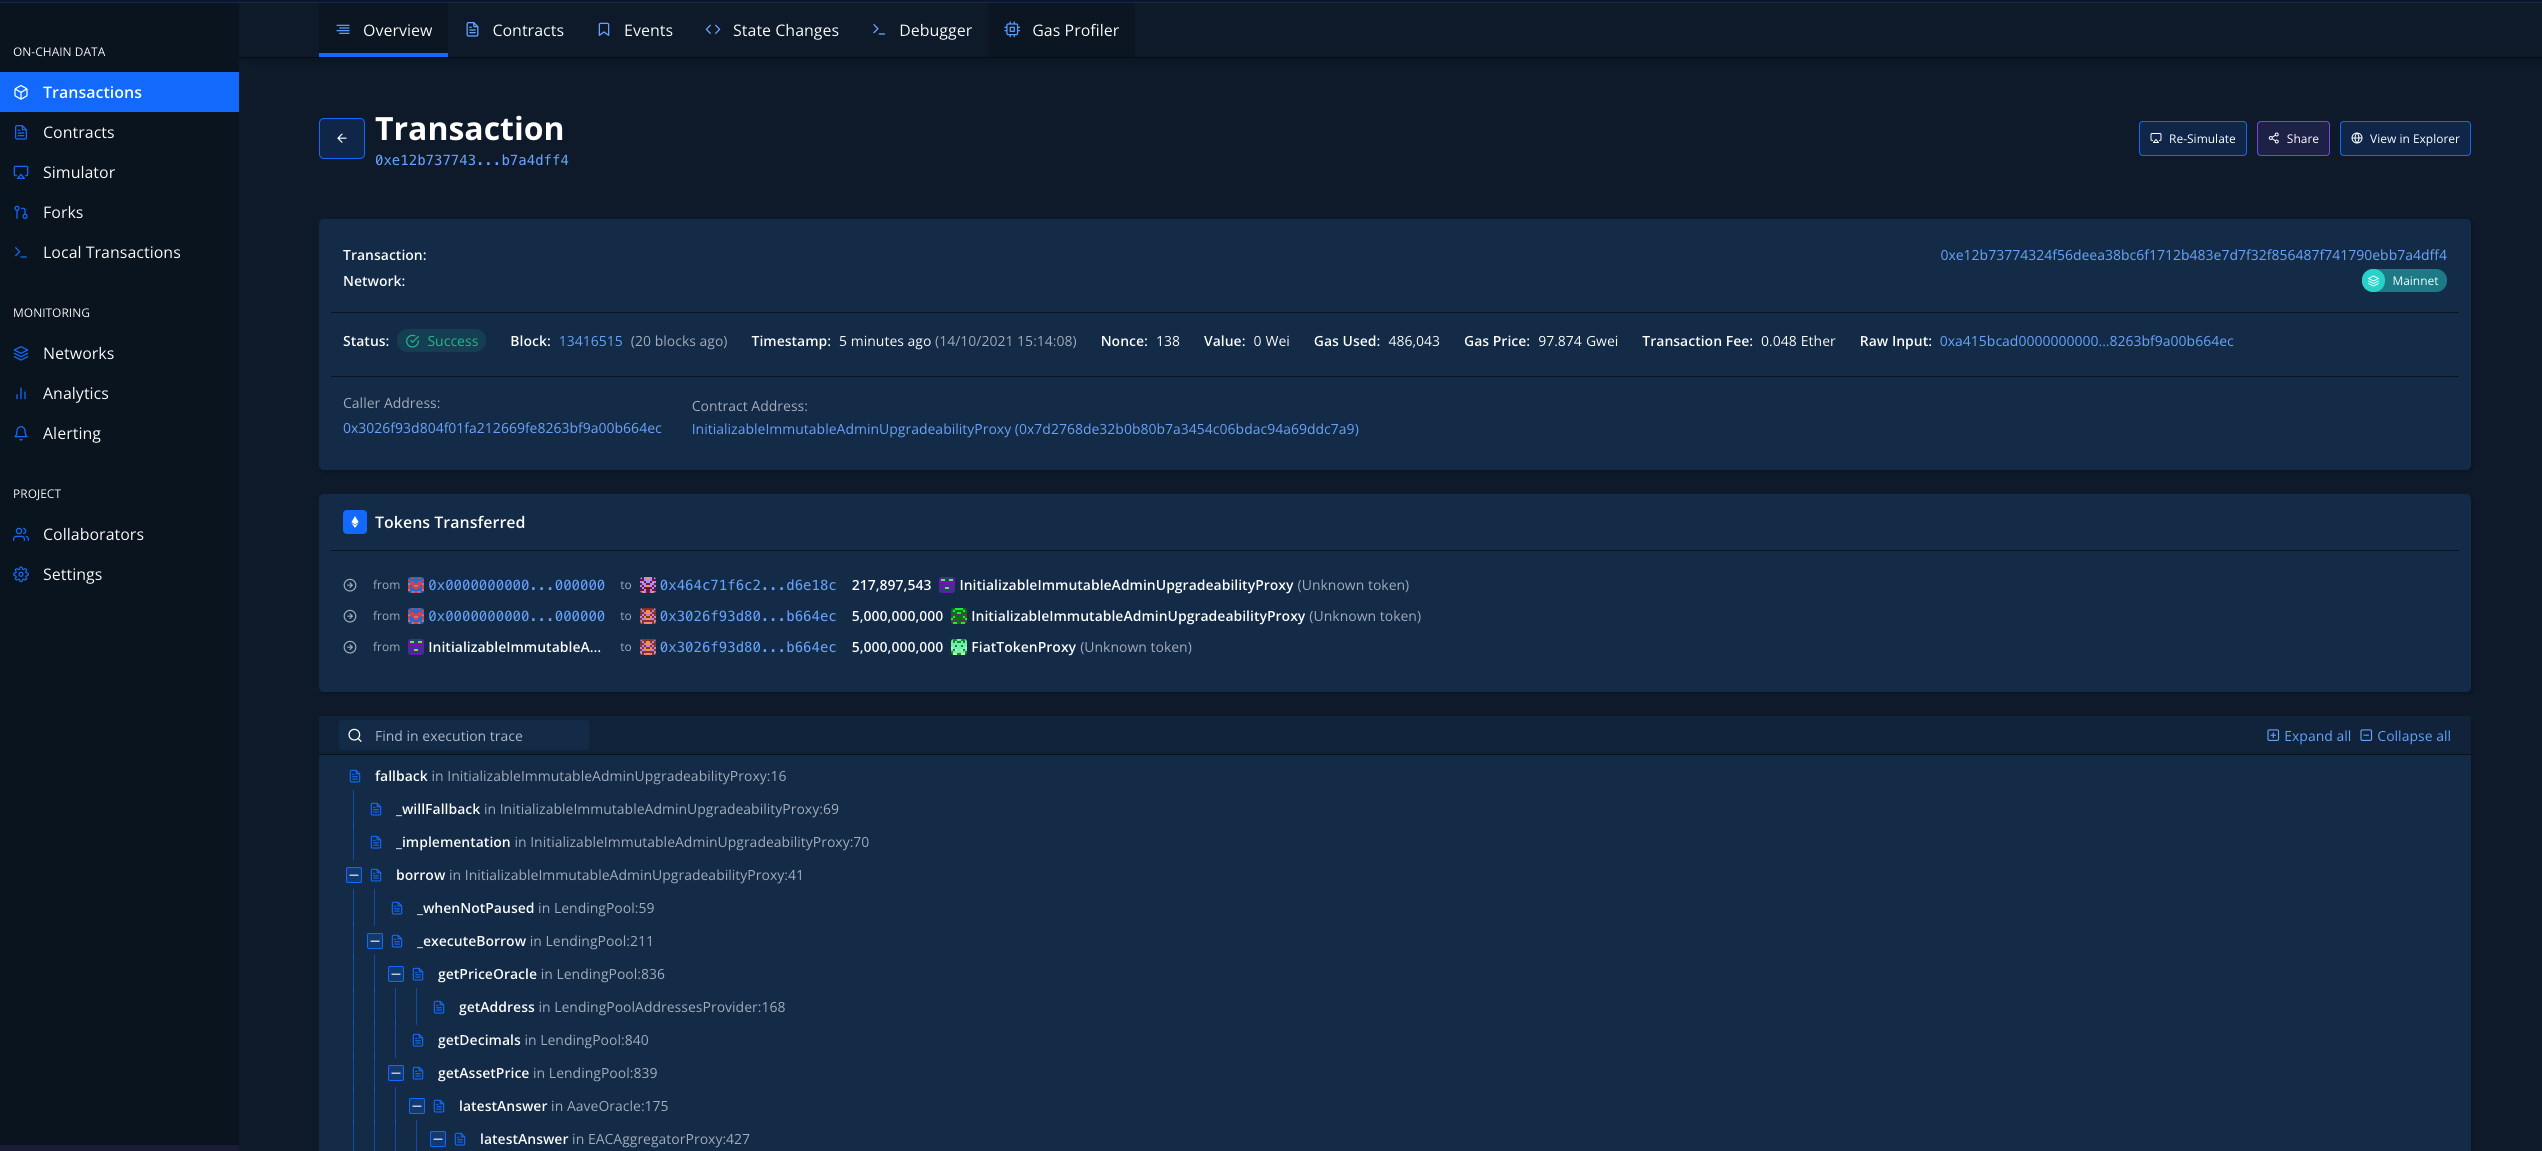 Overview Contracts Events State Changes Debugger Gas Profiler
ON-CHAIN DATA
Transactions
Contracts
Simulator
Forks
Local Transactions
MONITORING
Networks
Analytics
Alerting
PROJECT
Collaborators
Settings
Transaction
0xe12b737743...b7a4dff4
Re-Simulate Share View in Explorer
Transaction: 0xe12b73774324f56deea38bc6f1712b483e7d7f32f856487f741790ebb7a4dff4
Network: Mainnet
Status: Success Block: 13416515 (20 blocks ago) Timestamp: 5 minutes ago (14/10/2021 15:14:08) Nonce: 138 Value: 0 Wei Gas Used: 486,043 Gas Price: 97.874 Gwei Transaction Fee: 0.048 Ether Raw Input: 0xa415bcad0000000000...8263bf9a00b664ec
Caller Address:
0x3026f93d804f01fa212669fe8263bf9a00b664ec
Contract Address:
InitializableImmutableAdminUpgradeabilityProxy (0x7d2768de32b0b80b7a3454c06bdac94a69ddc7a9)
Tokens Transferred
from 0x0000000000...000000 to 0x464c71f6c2...d6e18c 217,897,543 InitializableImmutableAdminUpgradeabilityProxy (Unknown token)
from 0x0000000000...000000 to 0x3026f93d80...b664ec 5,000,000,000 InitializableImmutableAdminUpgradeabilityProxy (Unknown token)
from InitializableImmutableA... to 0x3026f93d80...b664ec 5,000,000,000 FiatTokenProxy (Unknown token)
Find in execution trace Expand all Collapse all
fallback in InitializableImmutableAdminUpgradeabilityProxy:16
_willFallback in InitializableImmutableAdminUpgradeabilityProxy:69
_implementation in InitializableImmutableAdminUpgradeabilityProxy:70
borrow in InitializableImmutableAdminUpgradeabilityProxy:41
_whenNotPaused in LendingPool:59
_executeBorrow in LendingPool:211
getPriceOracle in LendingPool:836
getAddress in LendingPoolAddressesProvider:168
getDecimals in LendingPool:840
getAssetPrice in LendingPool:839
latestAnswer in AaveOracle:175
latestAnswer in EACAggregatorProxy:427